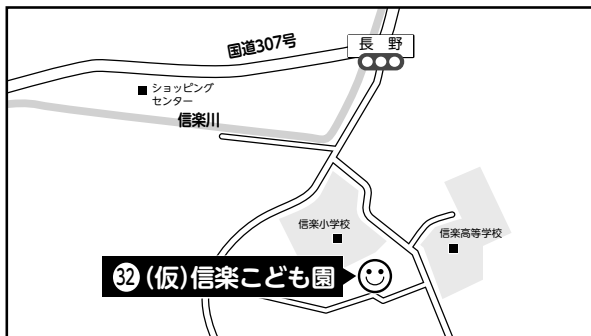 国道307号
長 野
ショッピング
センター
信楽川
信楽小学校
信楽高等学校
㉜(仮)信楽こども園